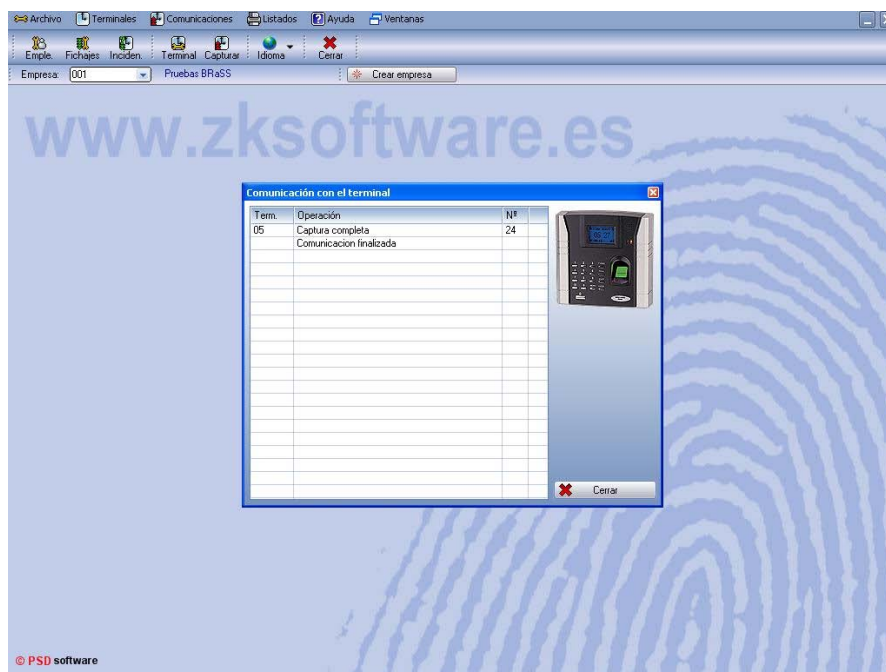 Archivo Terminales Comunicaciones Listados Ayuda Ventanas
Emple. Fichajes Inciden. Terminal Capturar Idioma Cerrar
Empresa: 001 Pruebas BRaSS Crear empresa
www.zksoftware.es
Comunicación con el terminal
Term. Operación Nº
05 Captura completa 24
Comunicacion finalizada
Cerrar
© PSD software